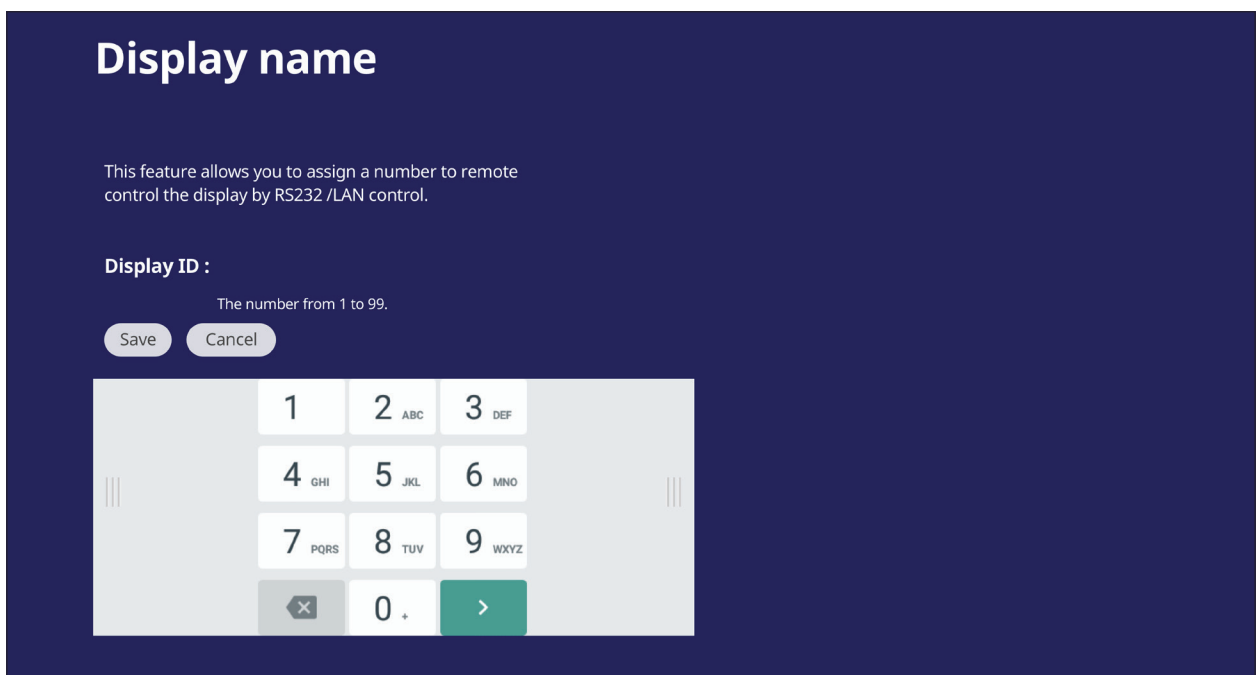 Display name
This feature allows you to assign a number to remote
control the display by RS232 /LAN control.
Display ID :
The number from 1 to 99.
Save Cancel
1 2 ABC 3 DEF
4 GHI 5 JKL 6 MNO
7 PQRS 8 TUV 9 WXYZ
0 +